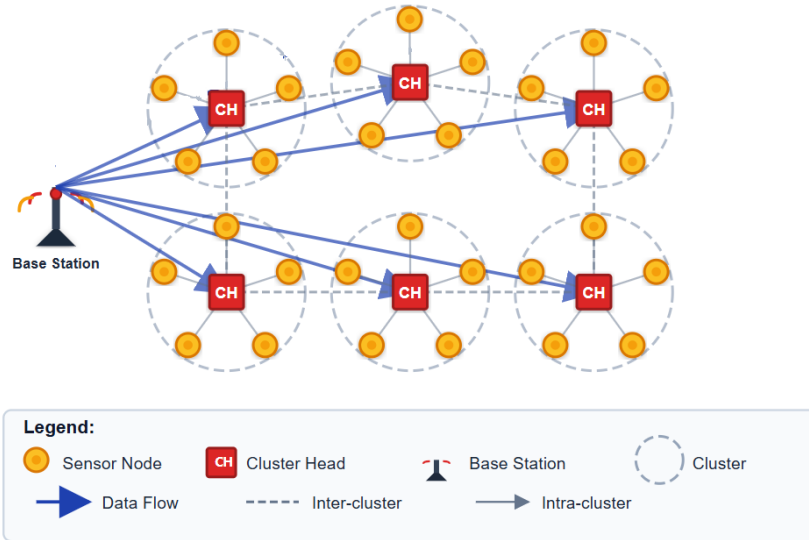 CH
CH
CH
Base Station
CH
CH
CH
Legend:
Sensor Node
CH
Cluster Head
Base Station
Cluster
Data Flow
Inter-cluster
Intra-cluster